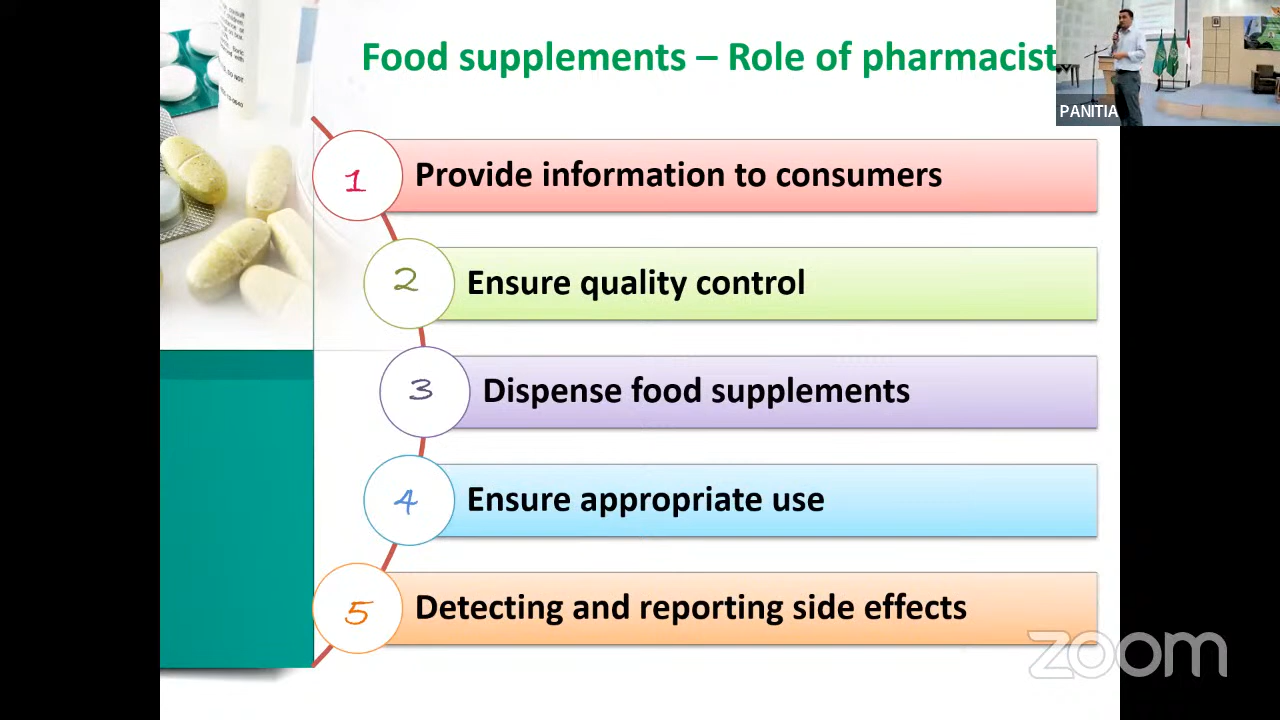 Food supplements – Role of pharmacist
PANITIA
1 Provide information to consumers
2 Ensure quality control
3 Dispense food supplements
4 Ensure appropriate use
5 Detecting and reporting side effects
zoom